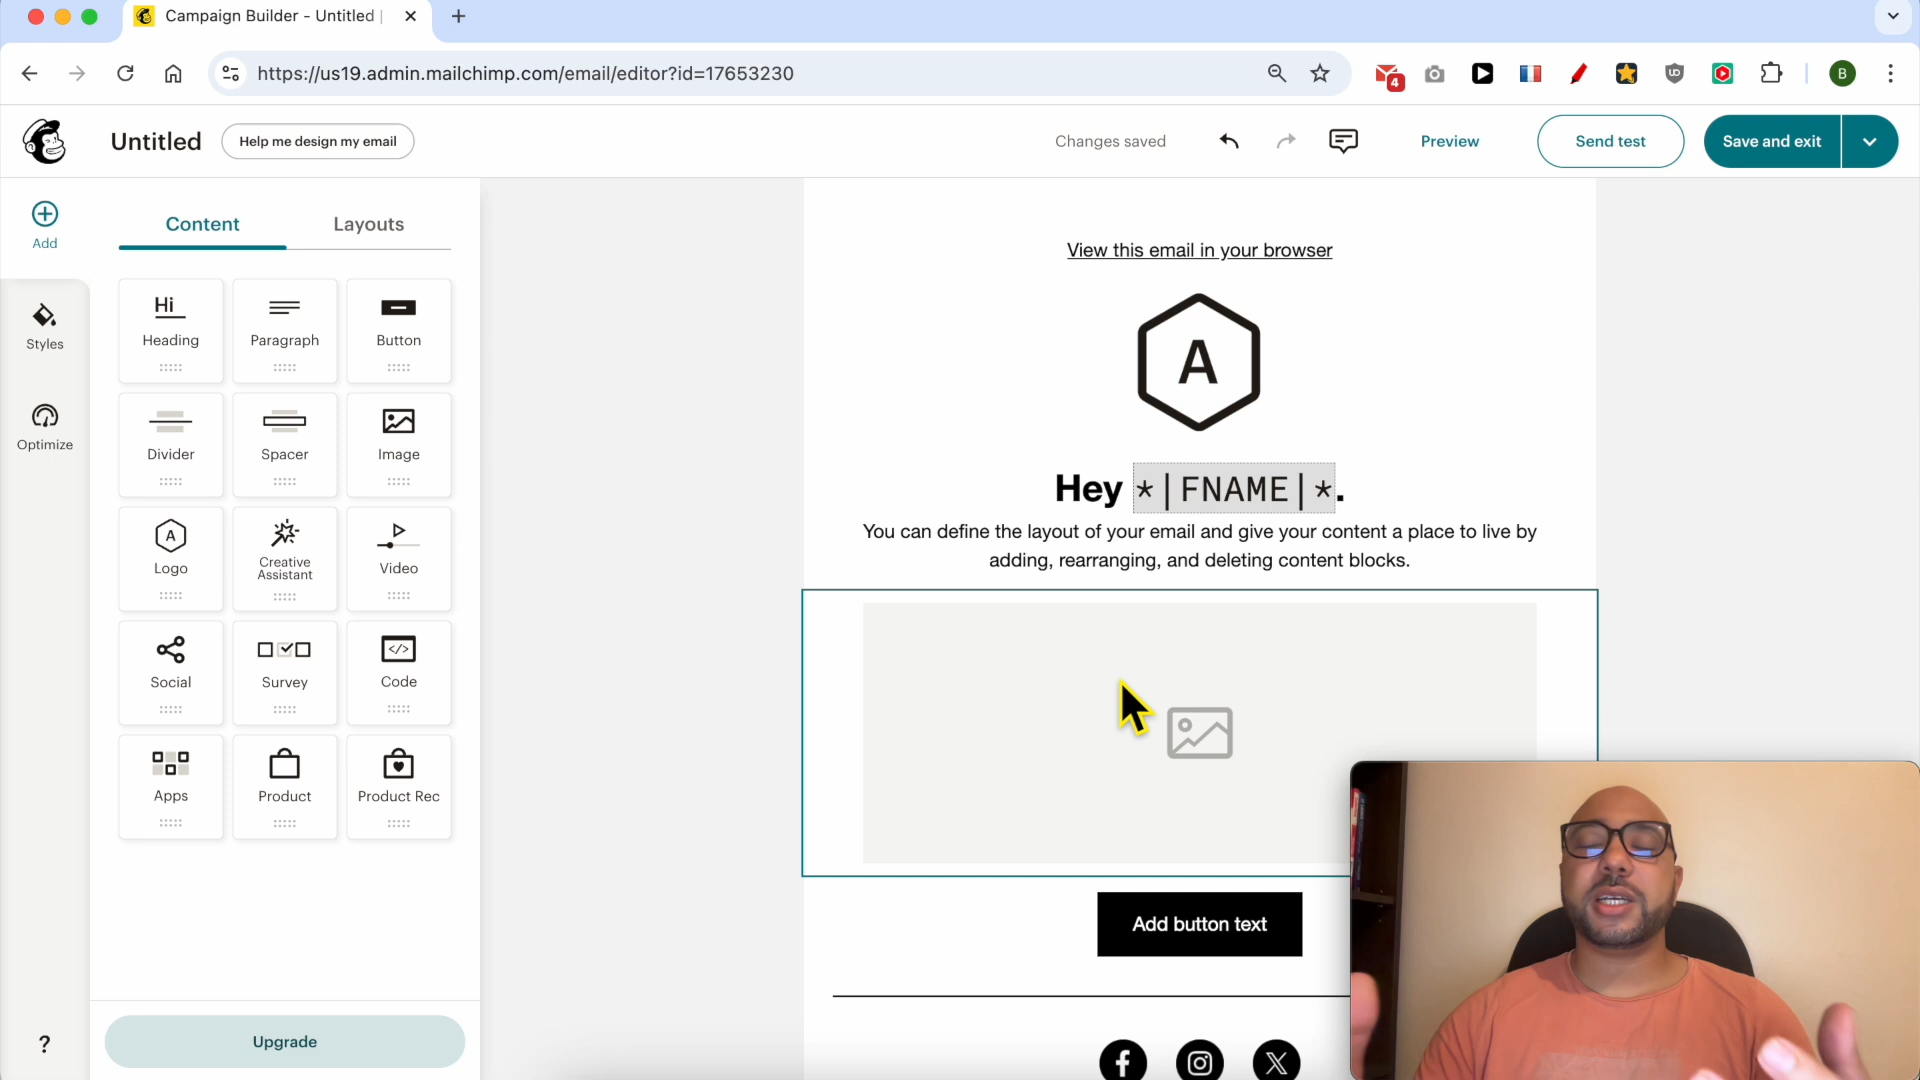 Campaign Builder - Untitled |
https://us19.admin.mailchimp.com/email/editor?id=17653230
4
UD
B
Untitled
Help me design my email
Changes saved
Preview
Send test
Save and exit
Add
Styles
Optimize
Content
Layouts
Hi
Heading
Paragraph
Button
Divider
Spacer
Image
A
Logo
Creative
Assistant
Video
Social
Survey
</>
Code
Apps
Product
Product Rec
?
Upgrade
View this email in your browser
A
Hey *|FNAME|*.
You can define the layout of your email and give your content a place to live by
adding, rearranging, and deleting content blocks.
Add button text